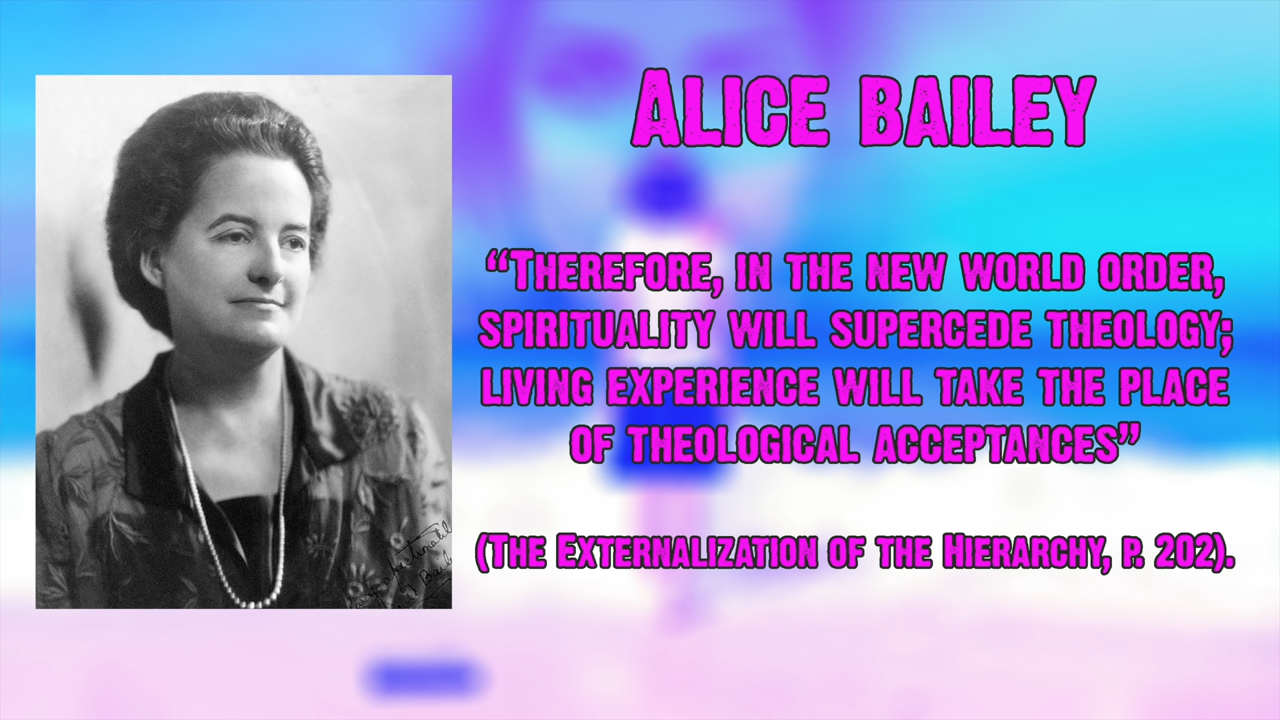 Alice Bailey
“Therefore, in the new world order,
spirituality will supercede theology;
living experience will take the place
of theological acceptances”
(The Externalization of the Hierarchy, p. 202).